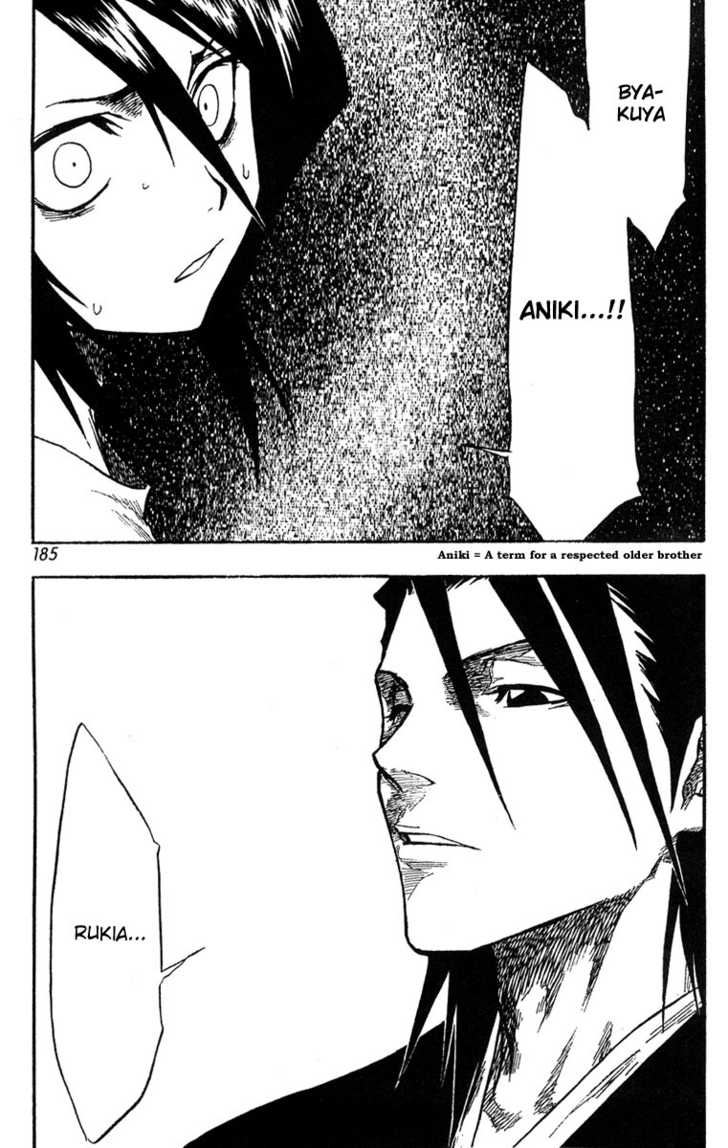 BYA-
KUYA
ANIKI...!!
185
Aniki = A term for a respected older brother
RUKIA...